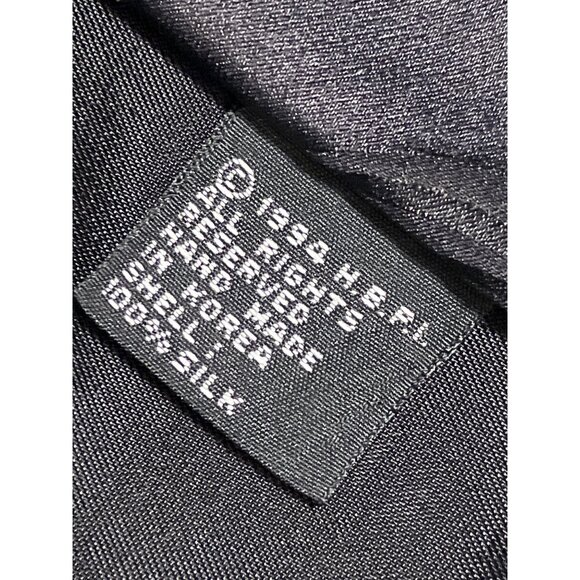 © 1994 H.B.P.I.
ALL RIGHTS
RESERVED
HAND MADE
IN KOREA
SHELL:
100% SILK